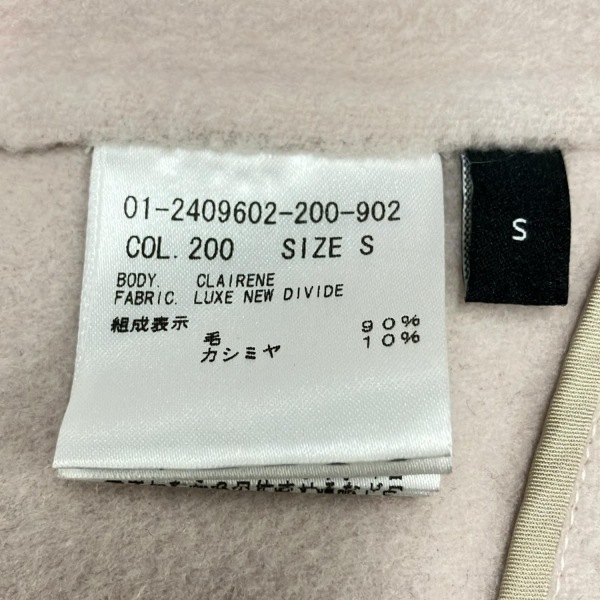 01-2409602-200-902
COL. 200 SIZE S
BODY. CLAIRENE
FABRIC. LUXE NEW DIVIDE
組成表示
毛 90%
カシミヤ 10%
S